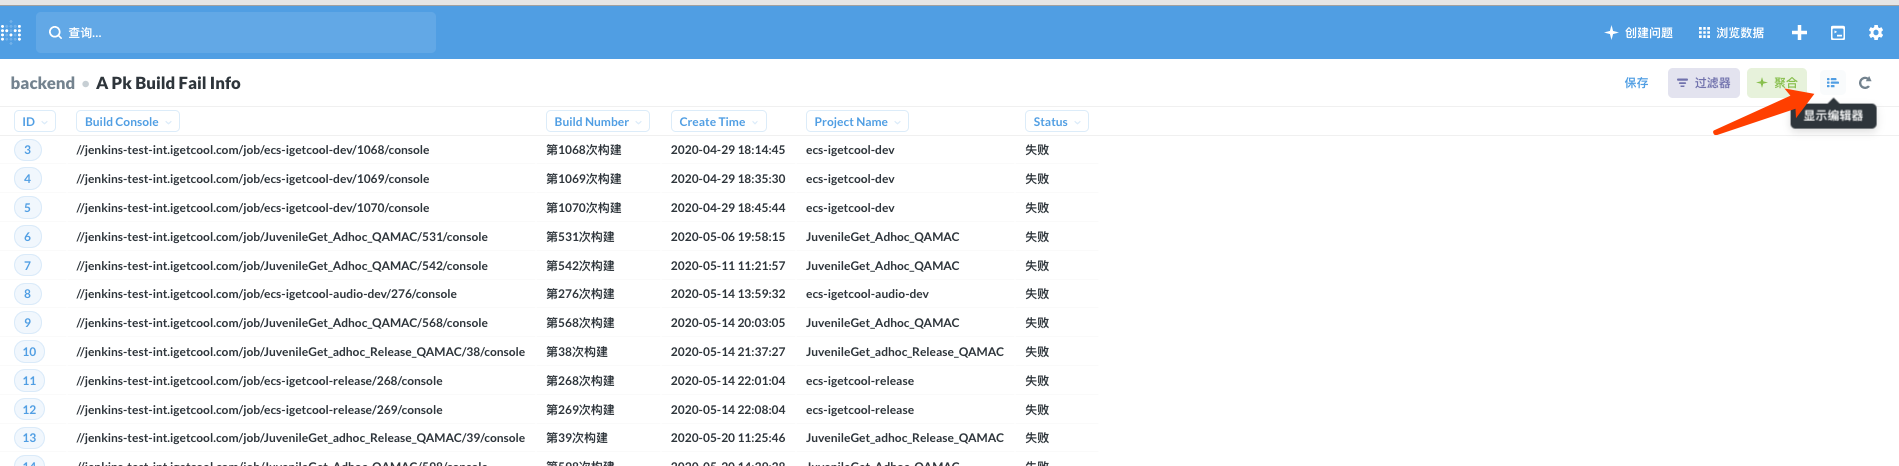 查询...
创建问题
浏览数据
backend • A Pk Build Fail Info
保存
过滤器
聚合
显示编辑器
ID Build Console Build Number Create Time Project Name Status
3 //jenkins-test-int.igetcool.com/job/ecs-igetcool-dev/1068/console 第1068次构建 2020-04-29 18:14:45 ecs-igetcool-dev 失败
4 //jenkins-test-int.igetcool.com/job/ecs-igetcool-dev/1069/console 第1069次构建 2020-04-29 18:35:30 ecs-igetcool-dev 失败
5 //jenkins-test-int.igetcool.com/job/ecs-igetcool-dev/1070/console 第1070次构建 2020-04-29 18:45:44 ecs-igetcool-dev 失败
6 //jenkins-test-int.igetcool.com/job/JuvenileGet_Adhoc_QAMAC/531/console 第531次构建 2020-05-06 19:58:15 JuvenileGet_Adhoc_QAMAC 失败
7 //jenkins-test-int.igetcool.com/job/JuvenileGet_Adhoc_QAMAC/542/console 第542次构建 2020-05-11 11:21:57 JuvenileGet_Adhoc_QAMAC 失败
8 //jenkins-test-int.igetcool.com/job/ecs-igetcool-audio-dev/276/console 第276次构建 2020-05-14 13:59:32 ecs-igetcool-audio-dev 失败
9 //jenkins-test-int.igetcool.com/job/JuvenileGet_Adhoc_QAMAC/568/console 第568次构建 2020-05-14 20:03:05 JuvenileGet_Adhoc_QAMAC 失败
10 //jenkins-test-int.igetcool.com/job/JuvenileGet_adhoc_Release_QAMAC/38/console 第38次构建 2020-05-14 21:37:27 JuvenileGet_adhoc_Release_QAMAC 失败
11 //jenkins-test-int.igetcool.com/job/ecs-igetcool-release/268/console 第268次构建 2020-05-14 22:01:04 ecs-igetcool-release 失败
12 //jenkins-test-int.igetcool.com/job/ecs-igetcool-release/269/console 第269次构建 2020-05-14 22:08:04 ecs-igetcool-release 失败
13 //jenkins-test-int.igetcool.com/job/JuvenileGet_adhoc_Release_QAMAC/39/console 第39次构建 2020-05-20 11:25:46 JuvenileGet_adhoc_Release_QAMAC 失败